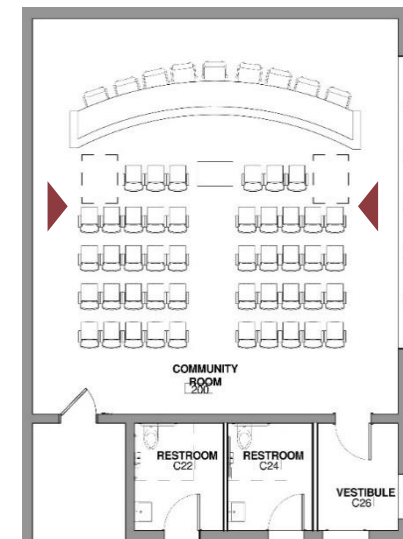 COMMUNITY
ROOM
200
RESTROOM
C22
RESTROOM
C24
VESTIBULE
C26